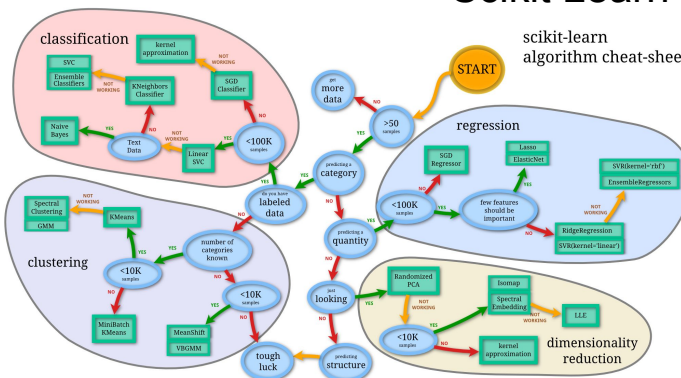 Scikit-Learn
scikit-learn
algorithm cheat-shee
classification
kernel
approximation
NOT
WORKING
SVC
Ensemble
Classifiers
NOT
WORKING
KNeighbors
Classifier
SGD
Classifier
NO
Naive
Bayes
YES
Text
Data
NO
NOT
WORKING
Linear
SVC
YES
<100K
samples
YES
START
get
more
data
NO
>50
samples
YES
predicting a
category
YES
do you have
labeled
data
NO
NO
predicting a
quantity
YES
NO
just
looking
YES
NO
predicting
structure
tough
luck
regression
SGD
Regressor
NO
<100K
samples
YES
few features
should be
important
YES
Lasso
ElasticNet
NO
RidgeRegression
SVR(kernel='linear')
NOT
WORKING
SVR(kernel='rbf')
EnsembleRegressors
clustering
Spectral
Clustering
GMM
NOT
WORKING
KMeans
YES
<10K
samples
NO
MiniBatch
KMeans
YES
number of
categories
known
NO
<10K
samples
YES
NO
MeanShift
VBGMM
dimensionality
reduction
Randomized
PCA
NOT
WORKING
<10K
samples
YES
NO
Isomap
Spectral
Embedding
NOT
WORKING
LLE
kernel
approximation